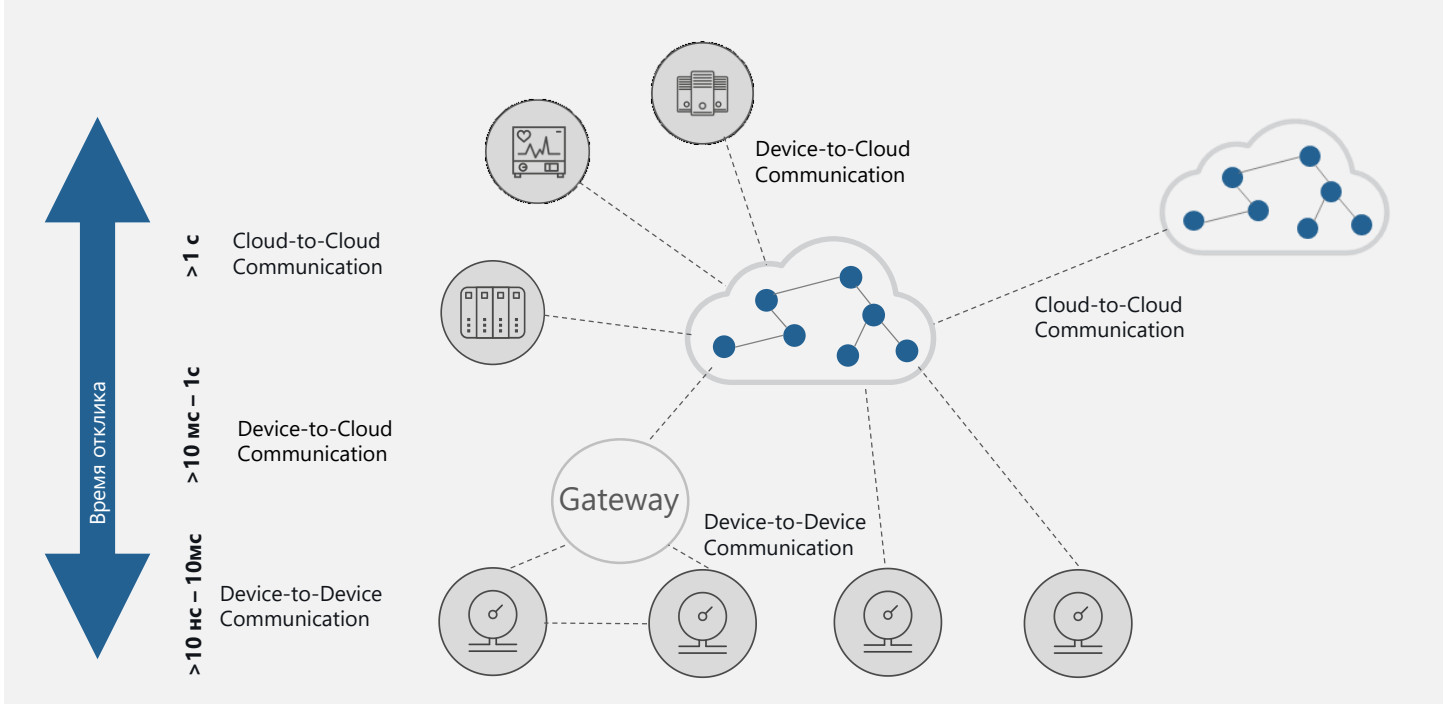 Время отклика
>1 с
Cloud-to-Cloud
Communication
>10 мс – 1с
Device-to-Cloud
Communication
>10 нс – 10мс
Device-to-Device
Communication
Device-to-Cloud
Communication
Cloud-to-Cloud
Communication
Gateway
Device-to-Device
Communication